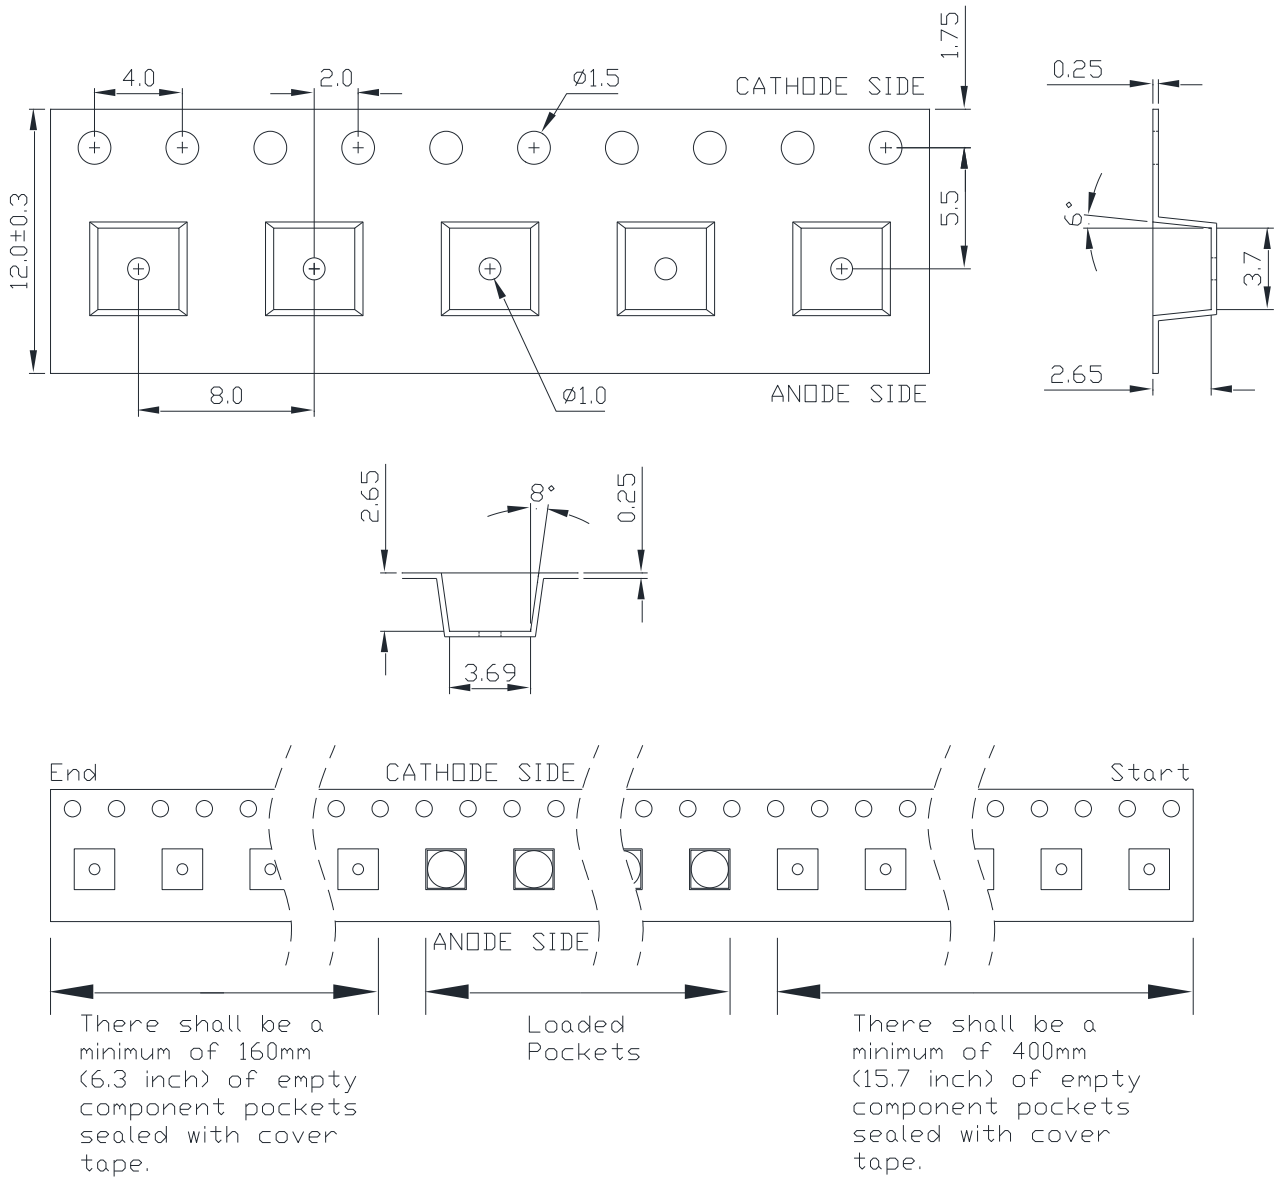 1.75
4.0
2.0
Ø1.5
CATHODE SIDE
0.25
12.0±0.3
5.5
6°
3.7
8.0
Ø1.0
ANODE SIDE
2.65
2.65
8°
0.25
3.69
End
CATHODE SIDE
Start
ANODE SIDE
There shall be a
minimum of 160mm
(6.3 inch) of empty
component pockets
sealed with cover
tape.
Loaded
Pockets
There shall be a
minimum of 400mm
(15.7 inch) of empty
component pockets
sealed with cover
tape.